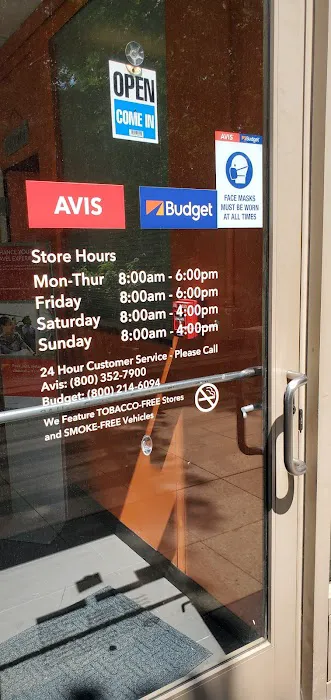 OPEN
COME IN
AVIS Budget
FACE MASKS
MUST BE WORN
AT ALL TIMES
AVIS
Budget
Store Hours
Mon-Thur 8:00am - 6:00pm
Friday 8:00am - 6:00pm
Saturday 8:00am - 4:00pm
Sunday 8:00am - 4:00pm
24 Hour Customer Service - Please Call
Avis: (800) 352-7900
Budget: (800) 214-6094
We Feature TOBACCO-FREE Stores
and SMOKE-FREE Vehicles